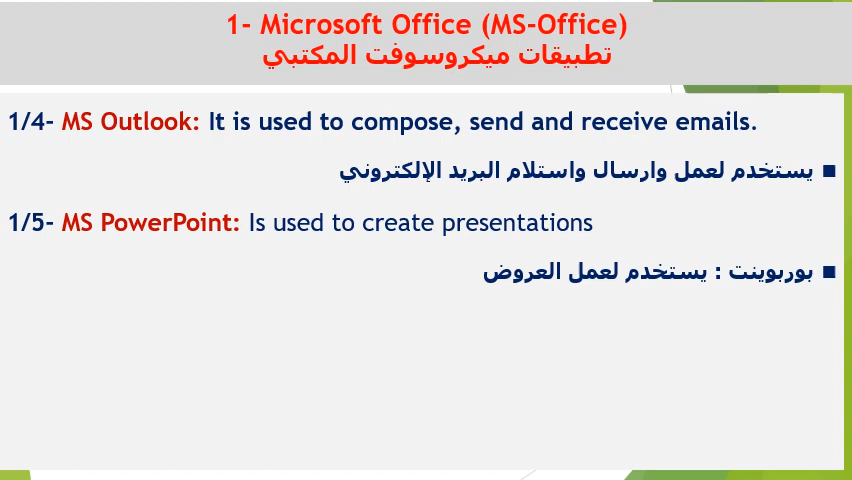 1- Microsoft Office (MS-Office)
تطبيقات ميكروسوفت المكتبي
1/4- MS Outlook: It is used to compose, send and receive emails.
▪ يستخدم لعمل وارسال واستلام البريد الإلكتروني
1/5- MS PowerPoint: Is used to create presentations
▪ بوربوينت : يستخدم لعمل العروض